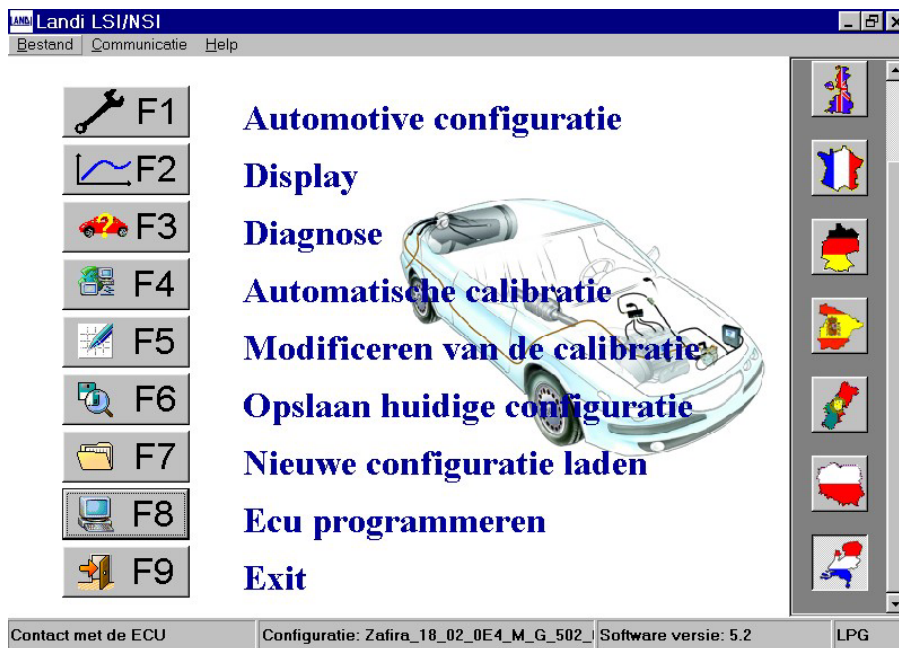 LANDI Landi LSI/NSI
Bestand Communicatie Help
F1 Automotive configuratie
F2 Display
F3 Diagnose
F4 Automatische calibratie
F5 Modificeren van de calibratie
F6 Opslaan huidige configuratie
F7 Nieuwe configuratie laden
F8 Ecu programmeren
F9 Exit
Contact met de ECU Configuratie: Zafira_18_02_0E4_M_G_502_ Software versie: 5.2 LPG